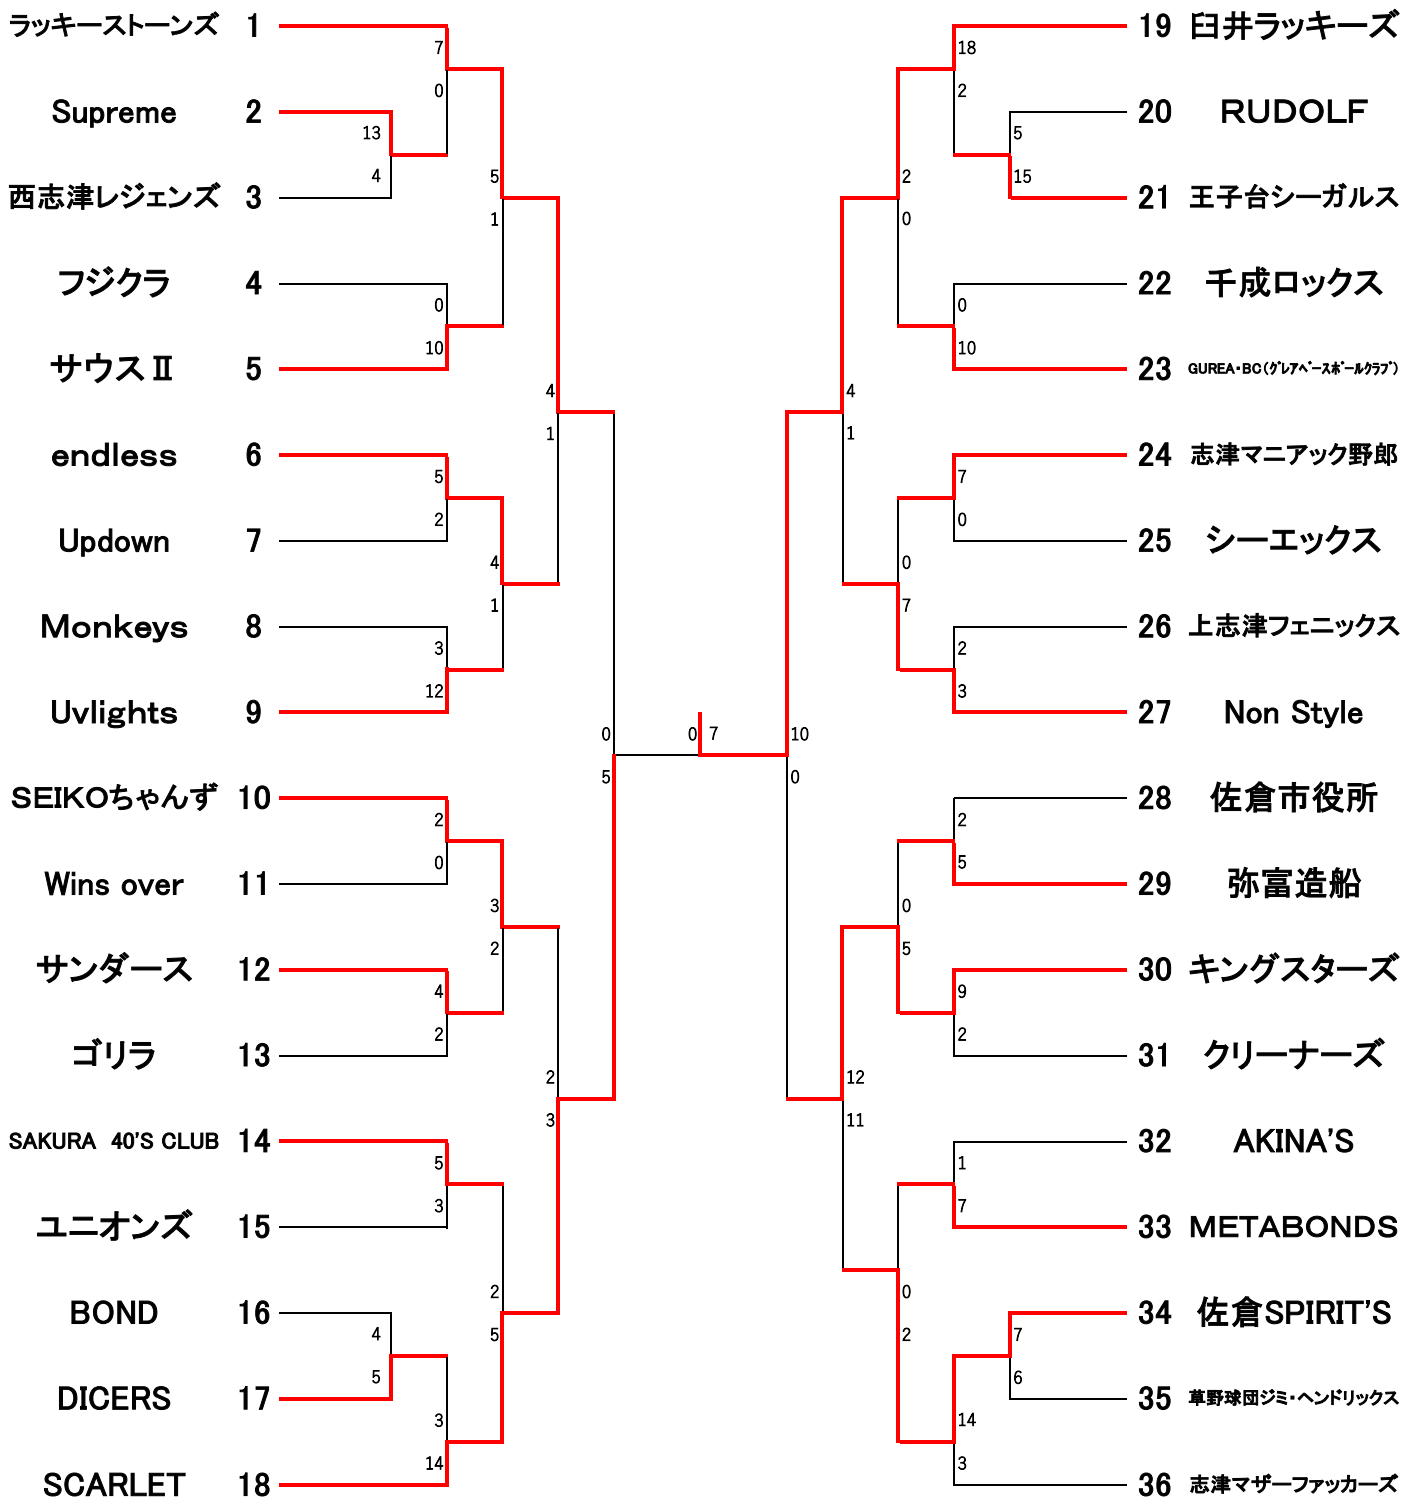 ラッキーストーンズ 1
7
0
Supreme 2
13
4
西志津レジェンズ 3
5
1
フジクラ 4
0
10
サウスⅡ 5
4
1
endless 6
5
2
Updown 7
4
1
Monkeys 8
3
12
Uvlights 9
0
5
SEIKOちゃんず 10
2
0
Wins over 11
3
2
サンダース 12
4
2
ゴリラ 13
2
3
SAKURA 40'S CLUB 14
5
3
ユニオンズ 15
2
5
BOND 16
4
5
DICERS 17
3
14
SCARLET 18
0 7
19 臼井ラッキーズ
18
2
20 RUDOLF
5
15
21 王子台シーガルス
2
0
22 千成ロックス
0
10
23 GUREA・BC(グレアベースボールクラブ)
4
1
24 志津マニアック野郎
7
0
25 シーエックス
0
7
26 上志津フェニックス
2
3
27 Non Style
10
0
28 佐倉市役所
2
5
29 弥富造船
0
5
30 キングスターズ
9
2
31 クリーナーズ
12
11
32 AKINA'S
1
7
33 METABONDS
0
2
34 佐倉SPIRIT'S
7
6
35 草野球団ジミ・ヘンドリックス
14
3
36 志津マザーファッカーズ